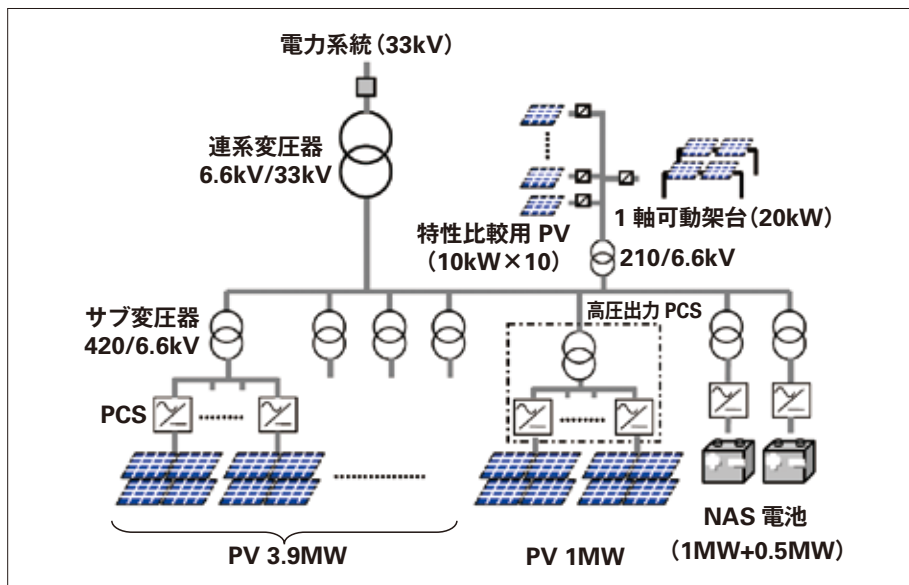 電力系統(33kV)
連系変圧器
6.6kV/33kV
特性比較用 PV
(10kW×10)
1 軸可動架台(20kW)
210/6.6kV
サブ変圧器
420/6.6kV
高圧出力 PCS
PCS
PV 3.9MW
PV 1MW
NAS 電池
(1MW+0.5MW)